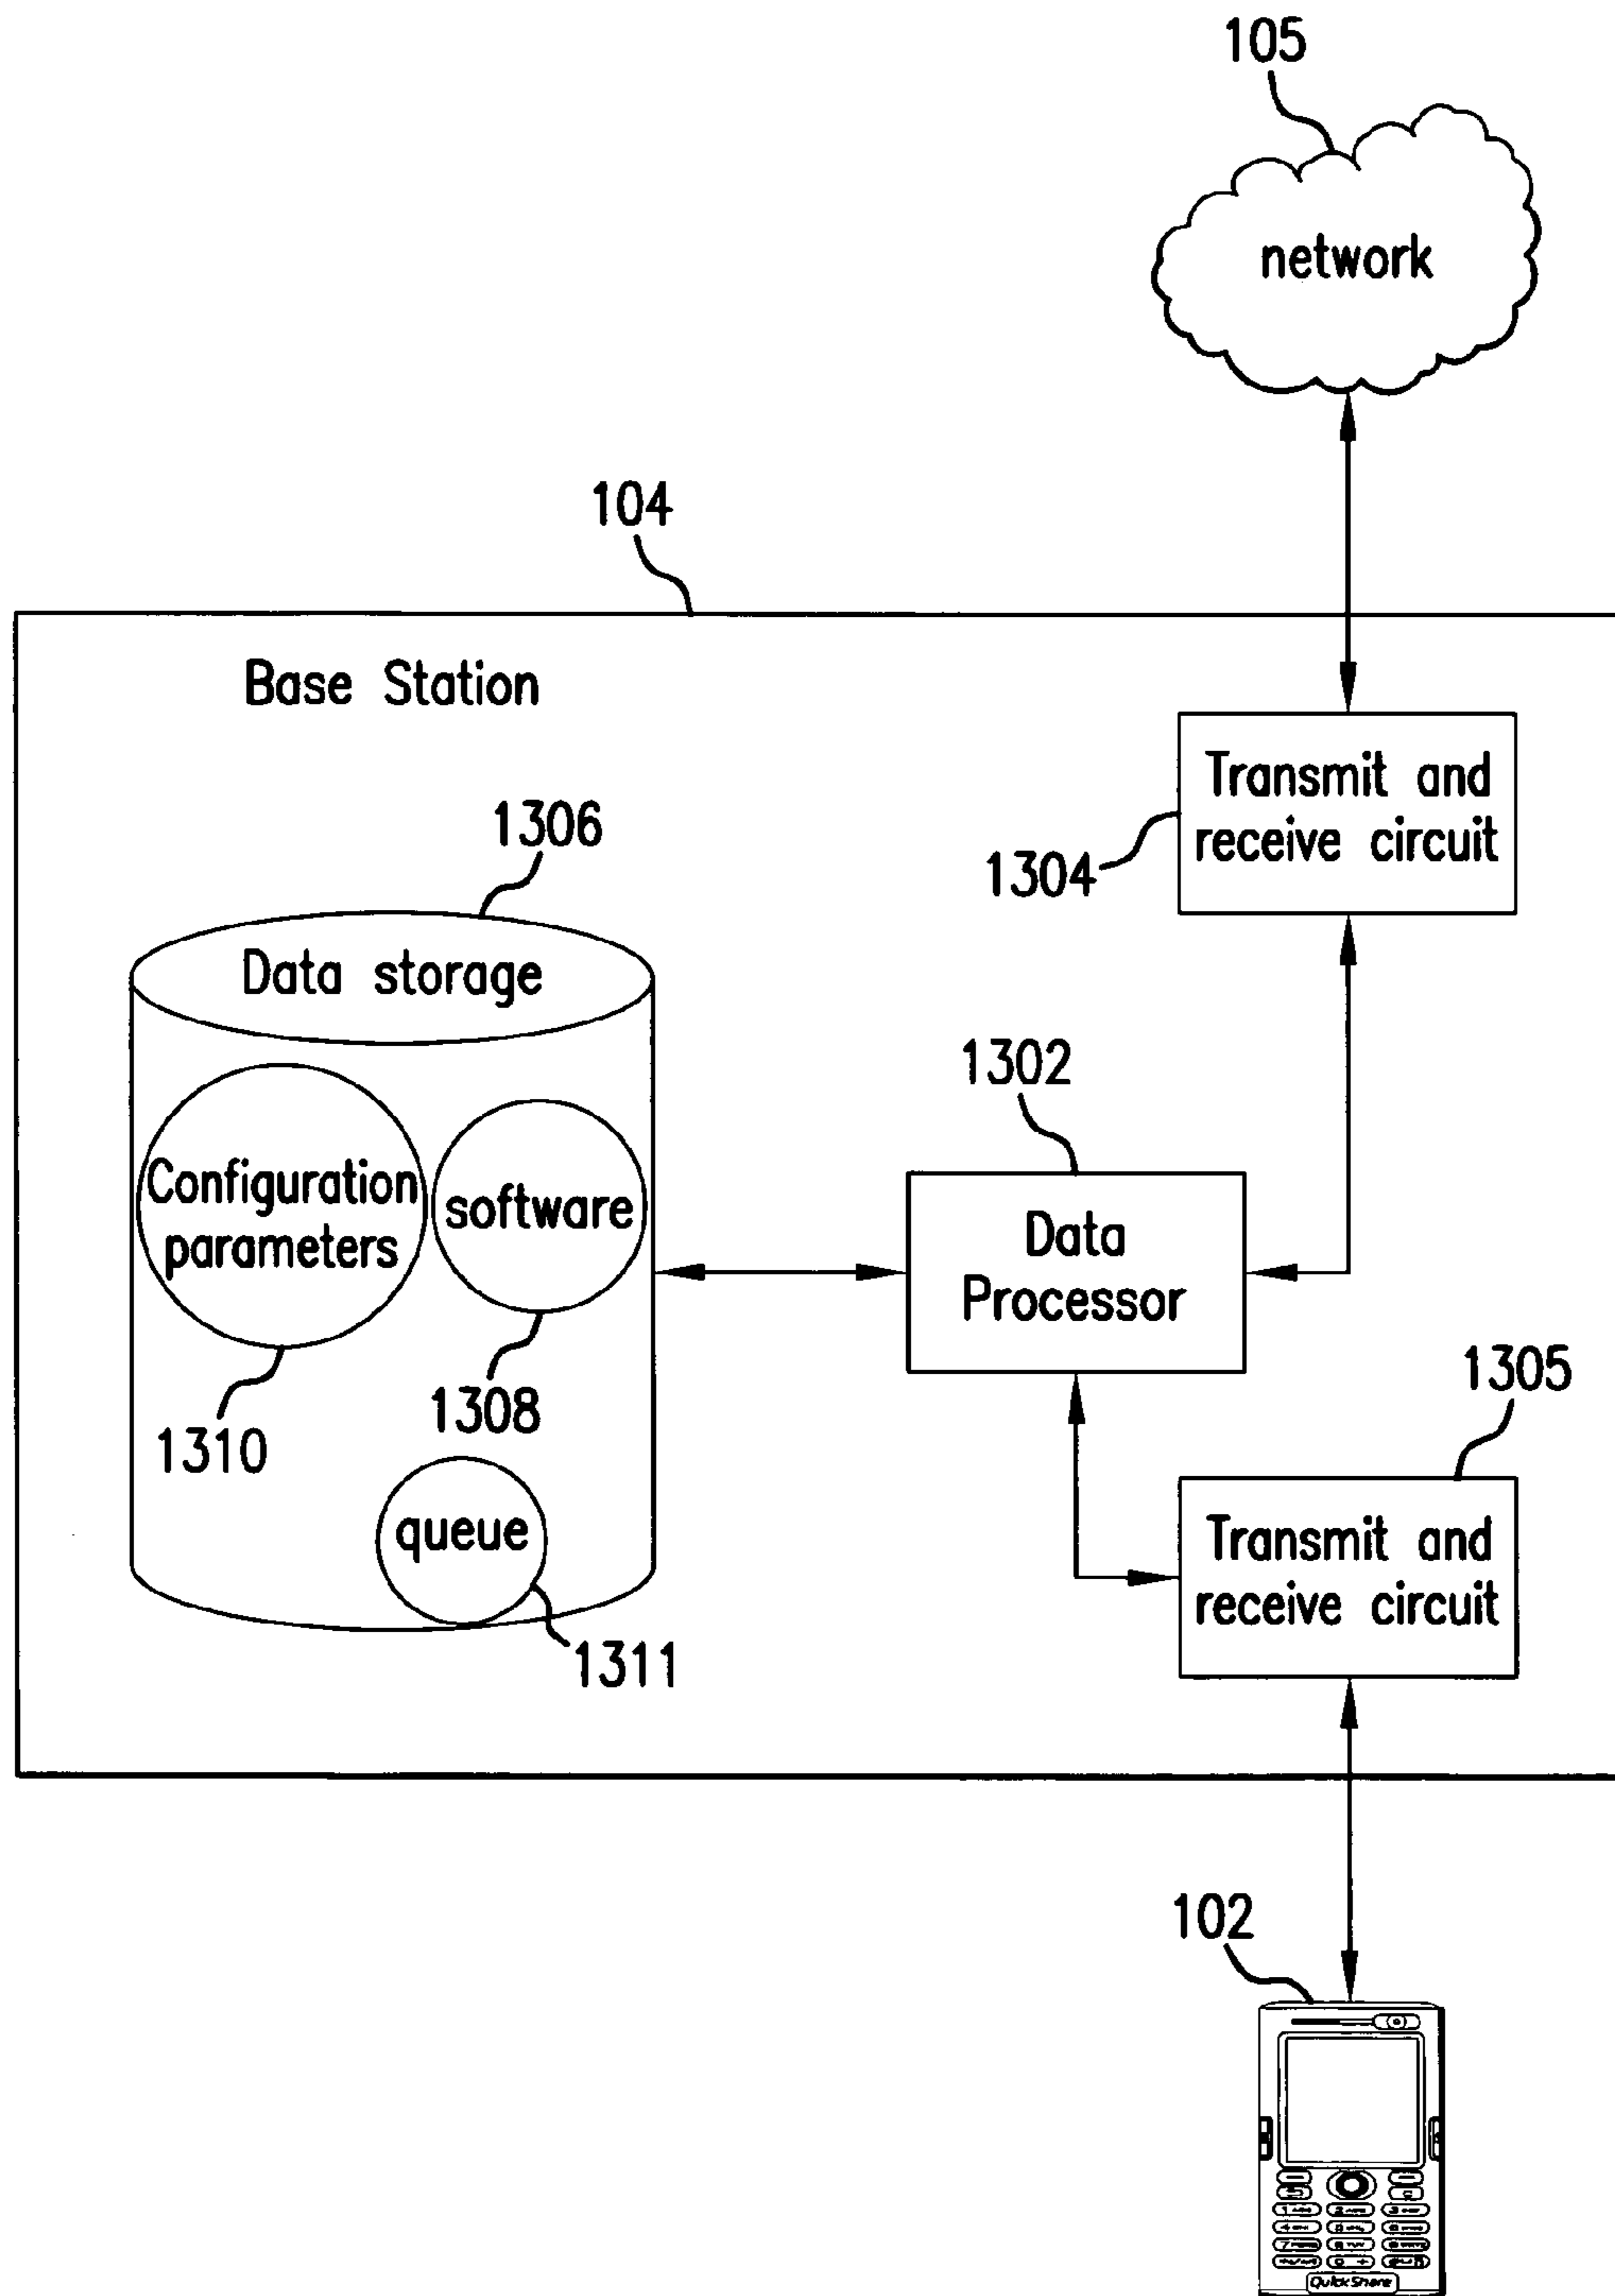 105
network
104
Base Station
Transmit and
receive circuit
1304
1306
Data storage
1302
Configuration
parameters
software
Data
Processor
1310
1308
1305
queue
Transmit and
receive circuit
1311
102
QuickShare